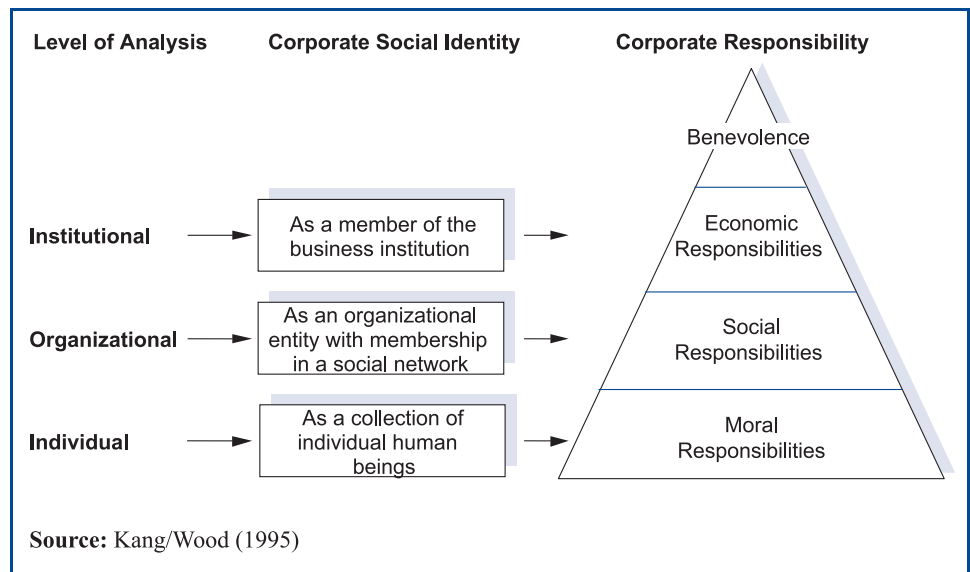 Level of Analysis
Corporate Social Identity
Corporate Responsibility
Benevolence
Institutional
As a member of the
business institution
Economic
Responsibilities
Organizational
As an organizational
entity with membership
in a social network
Social
Responsibilities
Individual
As a collection of
individual human
beings
Moral
Responsibilities
Source: Kang/Wood (1995)